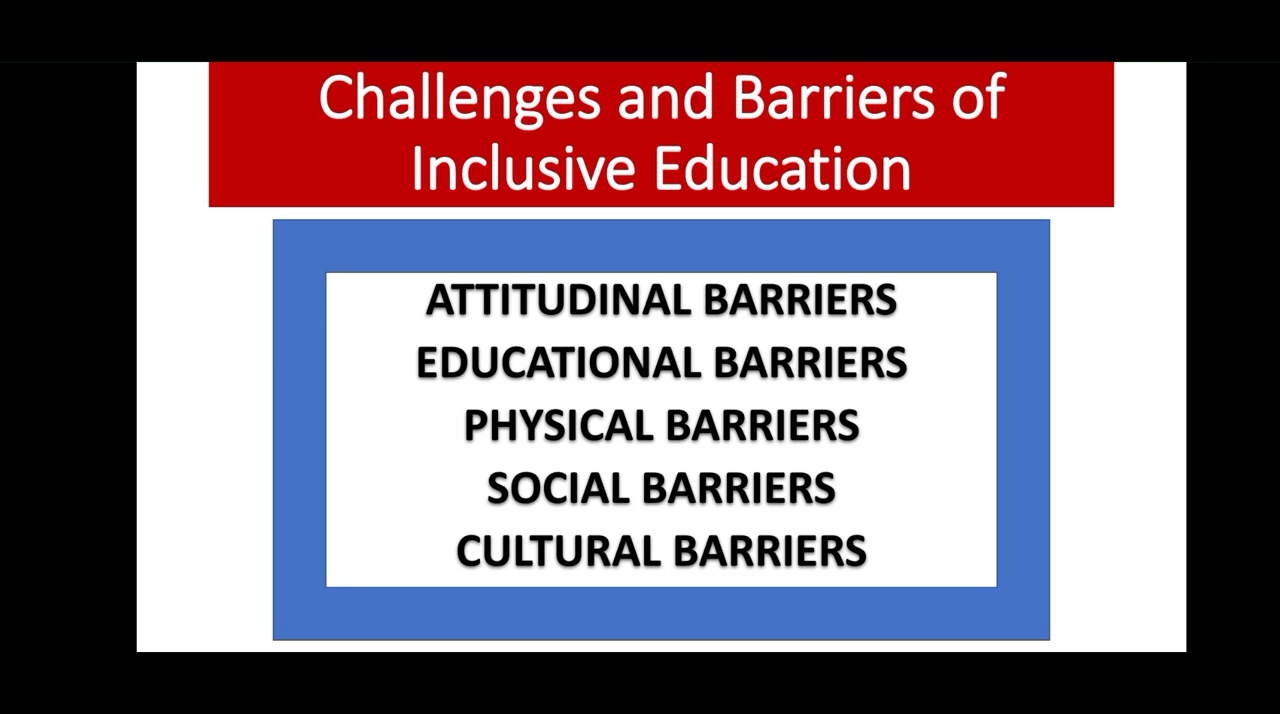 Challenges and Barriers of
Inclusive Education
ATTITUDINAL BARRIERS
EDUCATIONAL BARRIERS
PHYSICAL BARRIERS
SOCIAL BARRIERS
CULTURAL BARRIERS